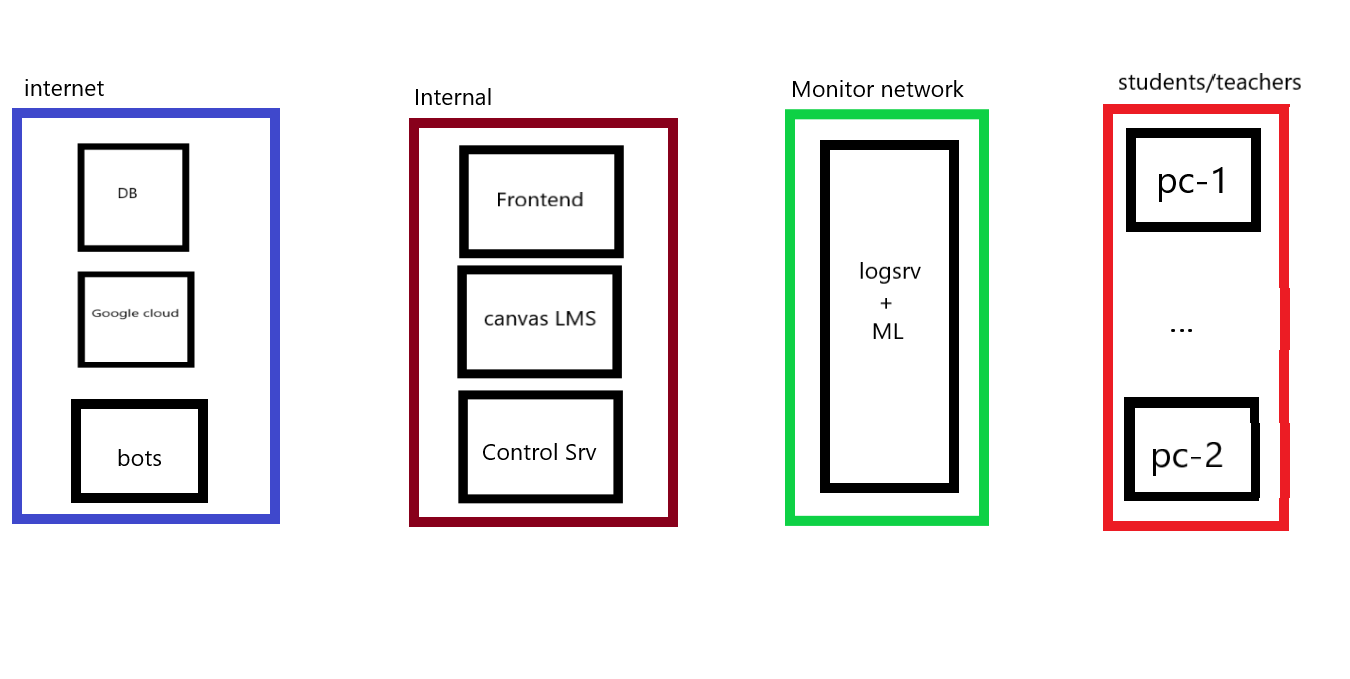 internet
DB
Google cloud
bots
Internal
Frontend
canvas LMS
Control Srv
Monitor network
logsrv
+
ML
students/teachers
pc-1
...
pc-2